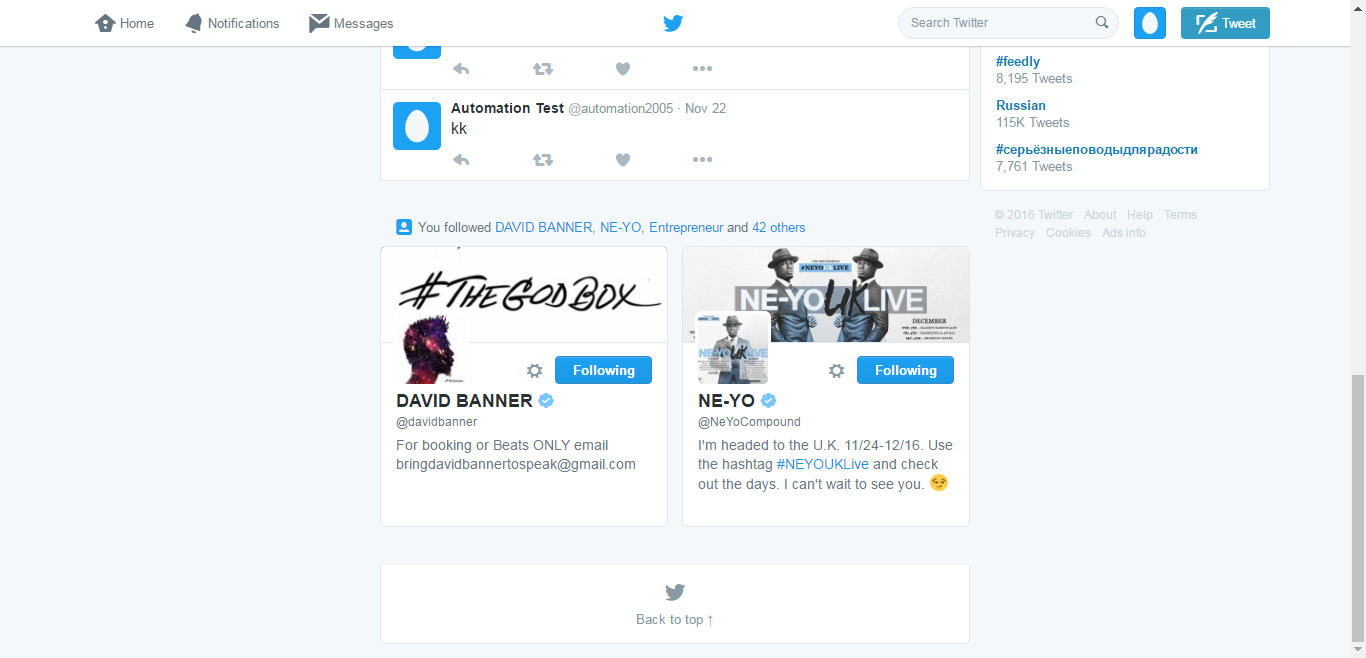 Home Notifications Messages Search Twitter Tweet
Automation Test @automation2005 · Nov 22
kk
You followed DAVID BANNER, NE-YO, Entrepreneur and 42 others
#THEGODBOX
Following
DAVID BANNER
@davidbanner
For booking or Beats ONLY email
bringdavidbannertospeak@gmail.com
#NEYOUKLIVE
NE-YO UK LIVE
DECEMBER
NE-YO UK LIVE
Following
NE-YO
@NeYoCompound
I'm headed to the U.K. 11/24-12/16. Use
the hashtag #NEYOUKLive and check
out the days. I can't wait to see you. 😏
Back to top ↑
#feedly
8,195 Tweets
Russian
115K Tweets
#серьёзныеповодыдлярадости
7,761 Tweets
© 2016 Twitter About Help Terms
Privacy Cookies Ads info